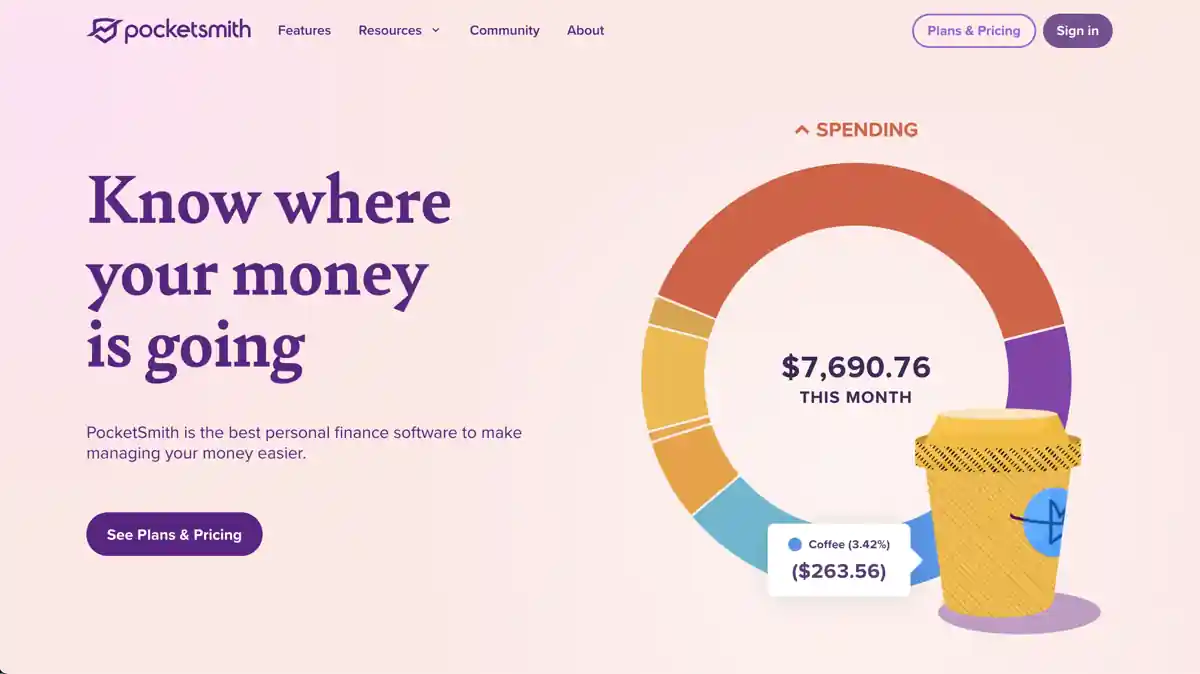 pocketsmith
Features
Resources
Community
About
Plans & Pricing
Sign in
Know where
your money
is going
PocketSmith is the best personal finance software to make
managing your money easier.
See Plans & Pricing
SPENDING
$7,690.76
THIS MONTH
Coffee (3.42%)
($263.56)